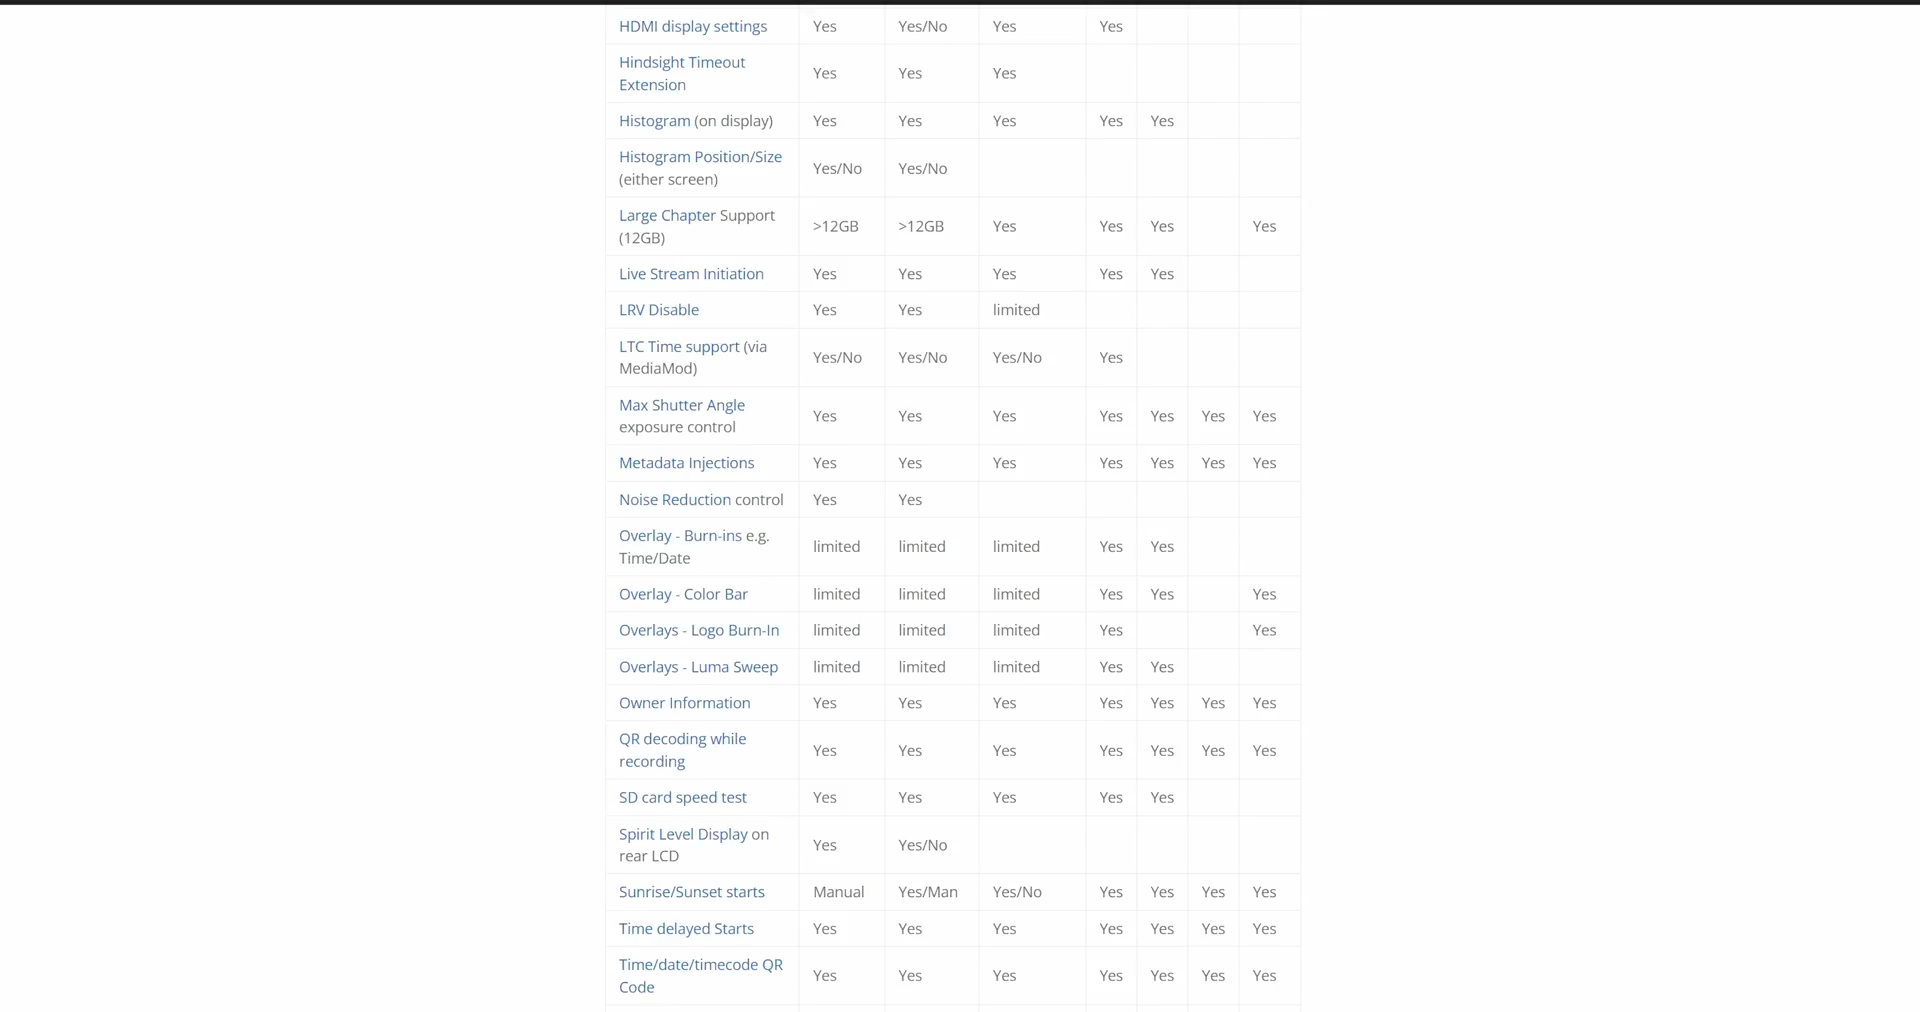 HDMI display settings Yes Yes/No Yes Yes
Hindsight Timeout
Extension Yes Yes Yes
Histogram (on display) Yes Yes Yes Yes Yes
Histogram Position/Size
(either screen) Yes/No Yes/No
Large Chapter Support
(12GB) >12GB >12GB Yes Yes Yes Yes
Live Stream Initiation Yes Yes Yes Yes Yes
LRV Disable Yes Yes limited
LTC Time support (via
MediaMod) Yes/No Yes/No Yes/No Yes
Max Shutter Angle
exposure control Yes Yes Yes Yes Yes Yes Yes
Metadata Injections Yes Yes Yes Yes Yes Yes Yes
Noise Reduction control Yes Yes
Overlay - Burn-ins e.g.
Time/Date limited limited limited Yes Yes
Overlay - Color Bar limited limited limited Yes Yes Yes
Overlays - Logo Burn-In limited limited limited Yes Yes
Overlays - Luma Sweep limited limited limited Yes Yes
Owner Information Yes Yes Yes Yes Yes Yes Yes
QR decoding while
recording Yes Yes Yes Yes Yes Yes Yes
SD card speed test Yes Yes Yes Yes Yes
Spirit Level Display on
rear LCD Yes Yes/No
Sunrise/Sunset starts Manual Yes/Man Yes/No Yes Yes Yes Yes
Time delayed Starts Yes Yes Yes Yes Yes Yes Yes
Time/date/timecode QR
Code Yes Yes Yes Yes Yes Yes Yes